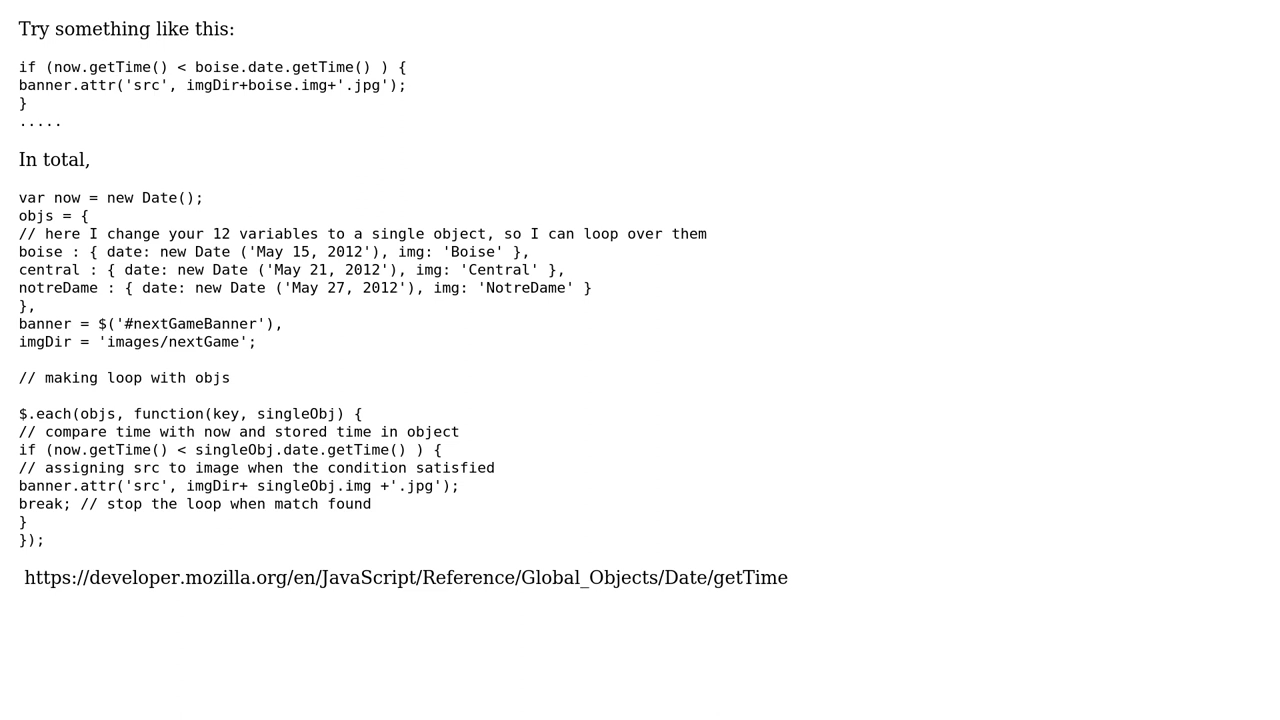 Try something like this:
if (now.getTime() < boise.date.getTime() ) {
banner.attr('src', imgDir+boise.img+'.jpg');
}
.....
In total,
var now = new Date();
objs = {
// here I change your 12 variables to a single object, so I can loop over them
boise : { date: new Date ('May 15, 2012'), img: 'Boise' },
central : { date: new Date ('May 21, 2012'), img: 'Central' },
notreDame : { date: new Date ('May 27, 2012'), img: 'NotreDame' }
},
banner = $('#nextGameBanner'),
imgDir = 'images/nextGame';
// making loop with objs
$.each(objs, function(key, singleObj) {
// compare time with now and stored time in object
if (now.getTime() < singleObj.date.getTime() ) {
// assigning src to image when the condition satisfied
banner.attr('src', imgDir+ singleObj.img +'.jpg');
break; // stop the loop when match found
}
});
https://developer.mozilla.org/en/JavaScript/Reference/Global_Objects/Date/getTime